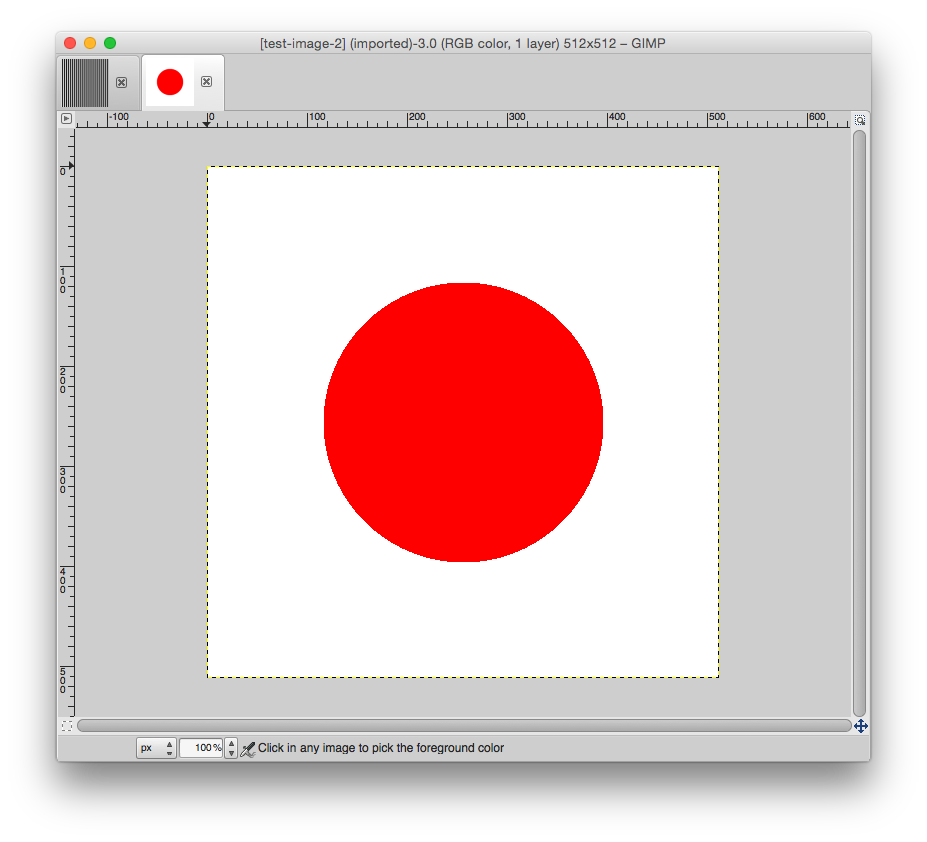 [test-image-2] (imported)-3.0 (RGB color, 1 layer) 512x512 – GIMP
-100 0 100 200 300 400 500 600
0
100
200
300
400
500
px 100% Click in any image to pick the foreground color